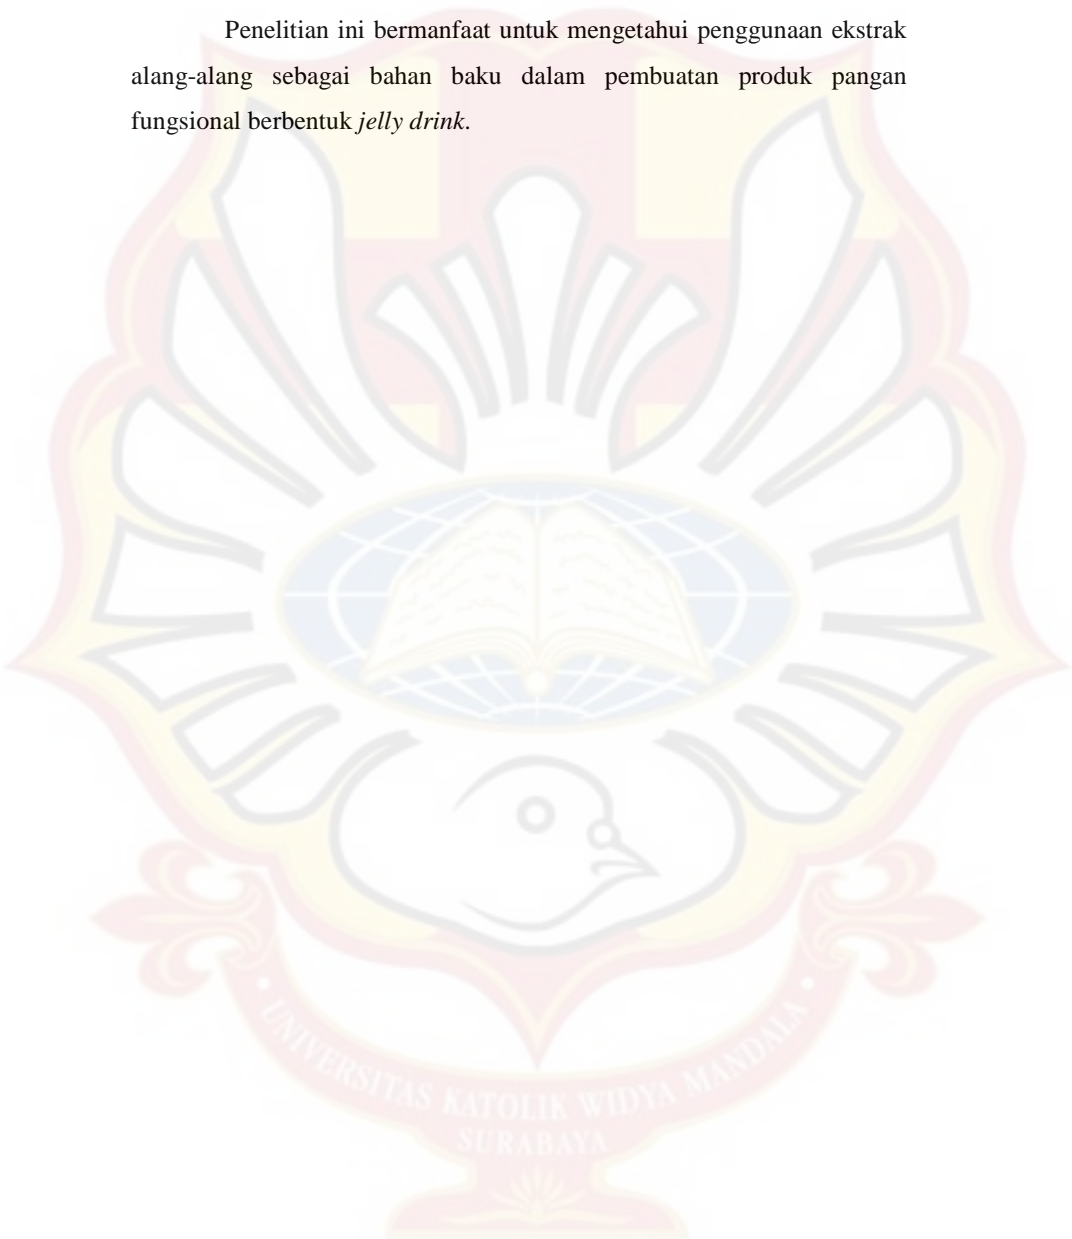 Penelitian ini bermanfaat untuk mengetahui penggunaan ekstrak
alang-alang sebagai bahan baku dalam pembuatan produk pangan
fungsional berbentuk jelly drink.
• UNIVERSITAS KATOLIK WIDYA MANDALA •
SURABAYA